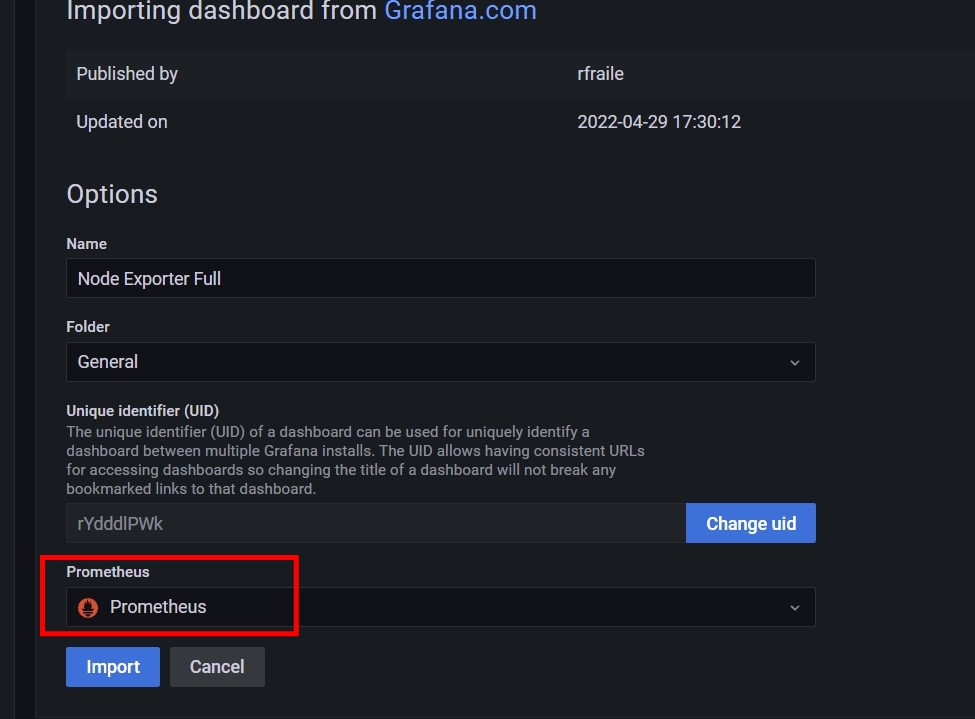 Importing dashboard from Grafana.com
Published by rfraile
Updated on 2022-04-29 17:30:12
Options
Name
Node Exporter Full
Folder
General
Unique identifier (UID)
The unique identifier (UID) of a dashboard can be used for uniquely identify a
dashboard between multiple Grafana installs. The UID allows having consistent URLs
for accessing dashboards so changing the title of a dashboard will not break any
bookmarked links to that dashboard.
rYdddlPWk Change uid
Prometheus
Prometheus
Import Cancel